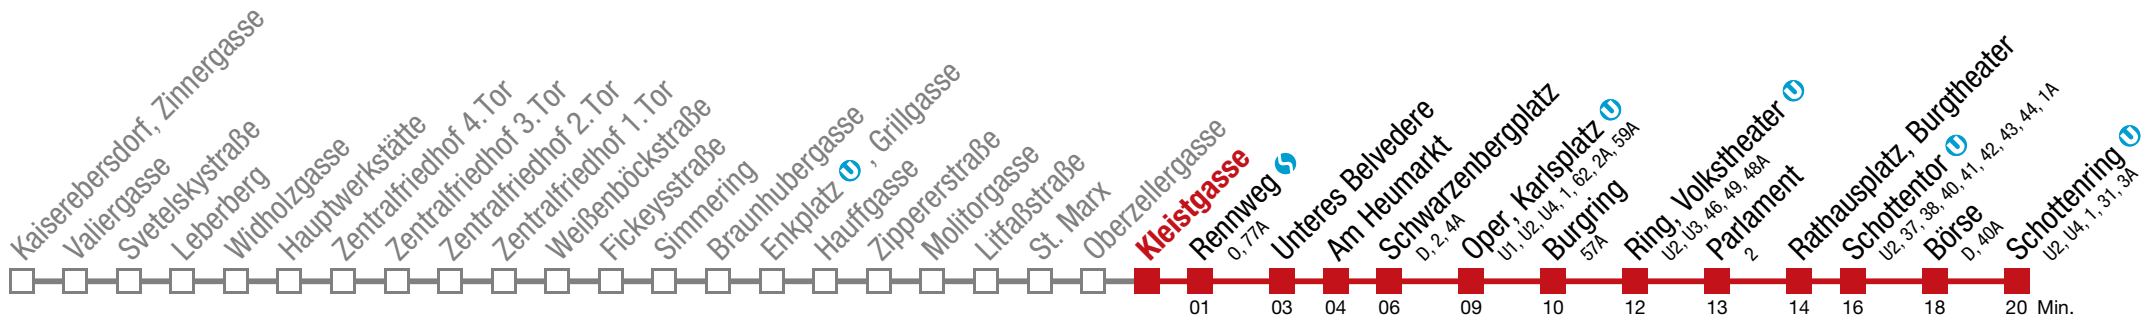 Kaiserebersdorf, Zinnergasse
Valiergasse
Svetelskystraße
Leberberg
Widholzgasse
Hauptwerkstätte
Zentralfriedhof 4.Tor
Zentralfriedhof 3.Tor
Zentralfriedhof 2.Tor
Zentralfriedhof 1.Tor
Weißenböckstraße
Fickeysstraße
Simmering
Braunhubergasse
Enkplatz U, Grillgasse
Hauffgasse
Zippererstraße
Molitorgasse
Litfaßstraße
St. Marx
Oberzellergasse
Kleistgasse
Rennweg S
O, 77A
Unteres Belvedere
Am Heumarkt
Schwarzenbergplatz
D, 2, 4A
Oper, Karlsplatz U
U1, U2, U4, 1, 62, 2A, 59A
Burgring
57A
Ring, Volkstheater U
U2, U3, 46, 49, 48A
Parlament
2
Rathausplatz, Burgtheater
Schottentor U
U2, 37, 38, 40, 41, 42, 43, 44, 1A
Börse
D, 40A
Schottenring U
U2, U4, 1, 31, 3A
01 03 04 06 09 10 12 13 14 16 18 20 Min.